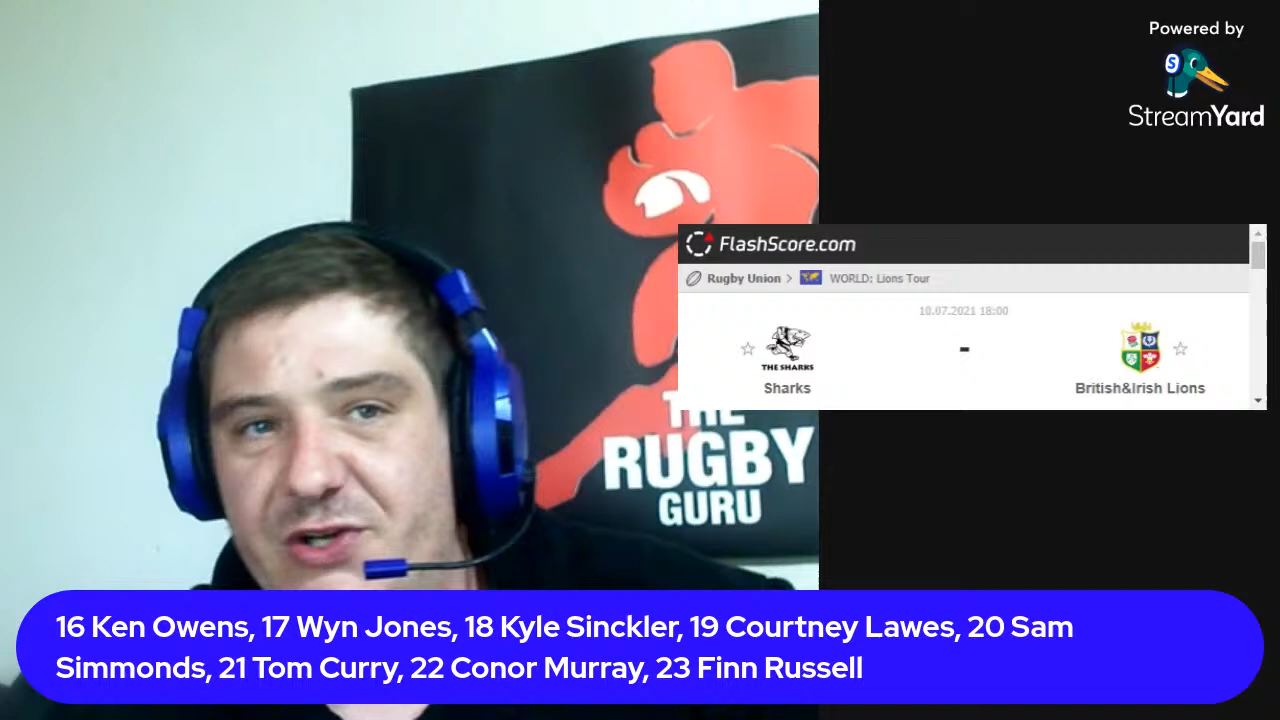 Powered by
S
StreamYard
FlashScore.com
Rugby Union > WORLD: Lions Tour
10.07.2021 18:00
THE SHARKS
-
Sharks
British&Irish Lions
THE
RUGBY
GURU
16 Ken Owens, 17 Wyn Jones, 18 Kyle Sinckler, 19 Courtney Lawes, 20 Sam
Simmonds, 21 Tom Curry, 22 Conor Murray, 23 Finn Russell